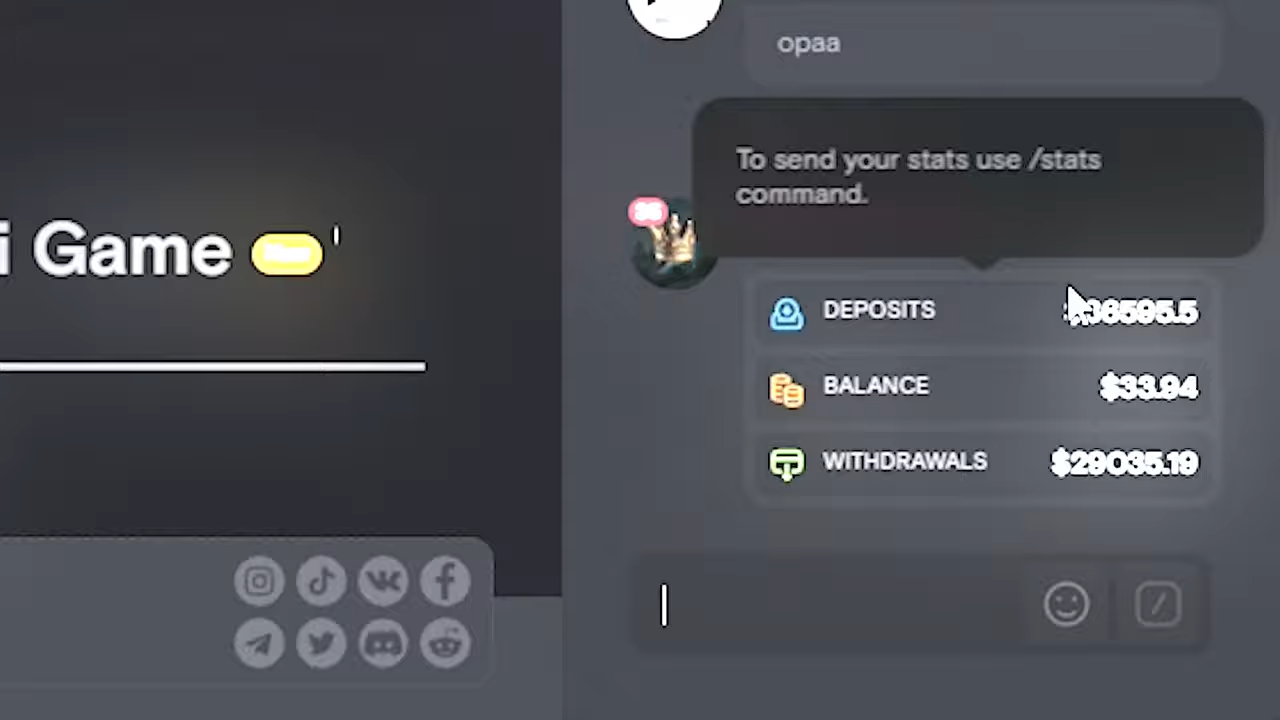 opaa
To send your stats use /stats
command.
i Game
DEPOSITS
BALANCE $33.94
WITHDRAWALS $29035.19